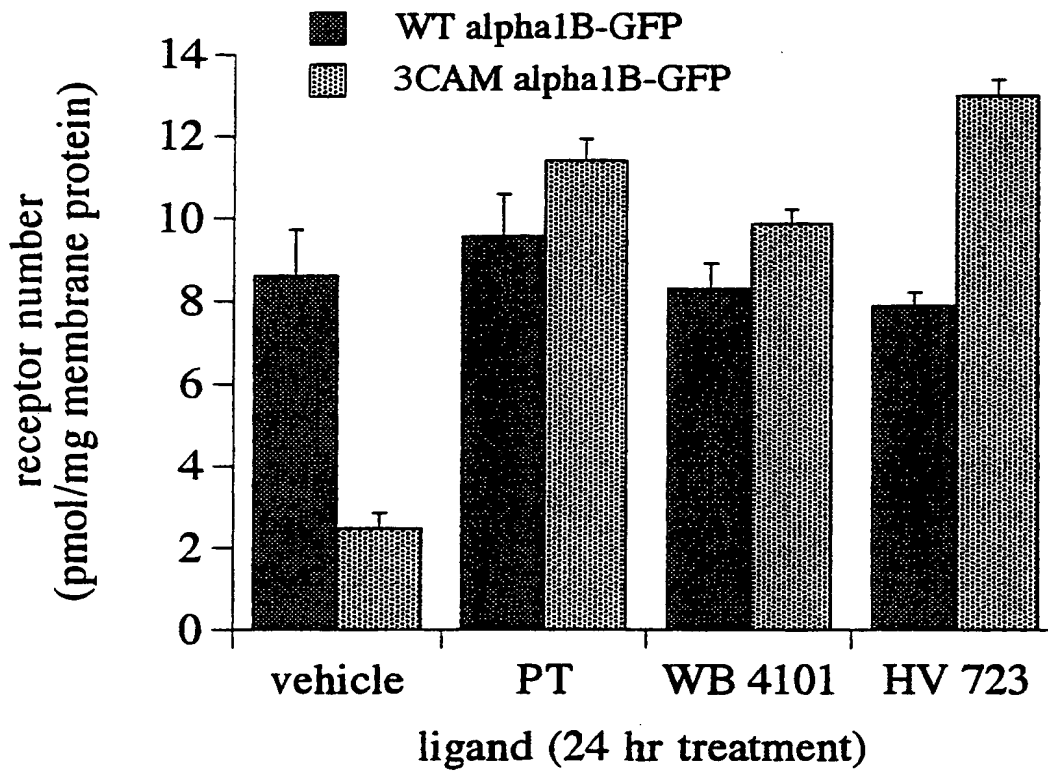 WT alpha1B-GFP
3CAM alpha1B-GFP
receptor number
(pmol/mg membrane protein)
14
12
10
8
6
4
2
0
vehicle PT WB 4101 HV 723
ligand (24 hr treatment)